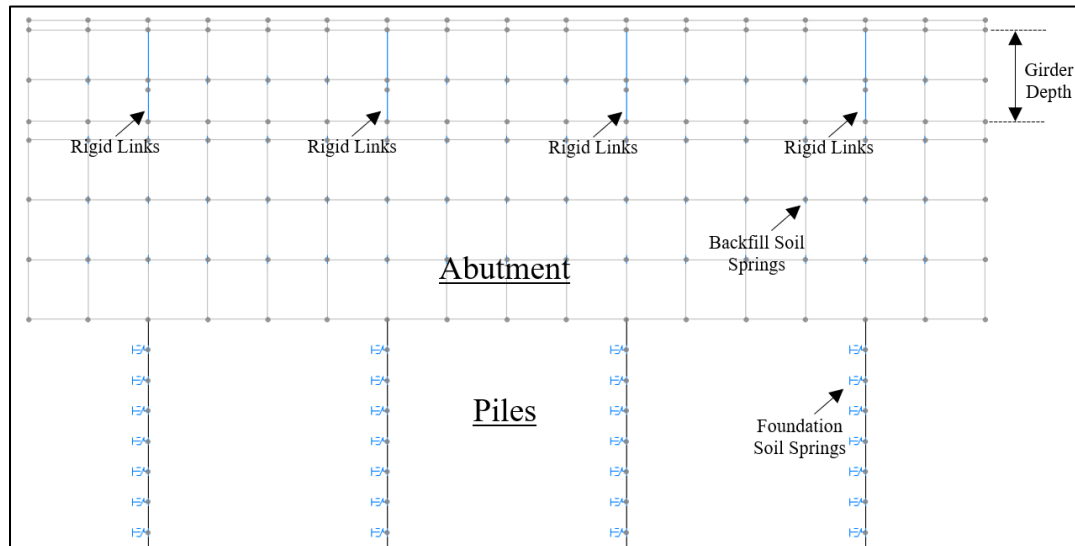 Girder
Depth
Rigid Links
Rigid Links
Rigid Links
Rigid Links
Backfill Soil
Springs
Abutment
Piles
Foundation
Soil Springs